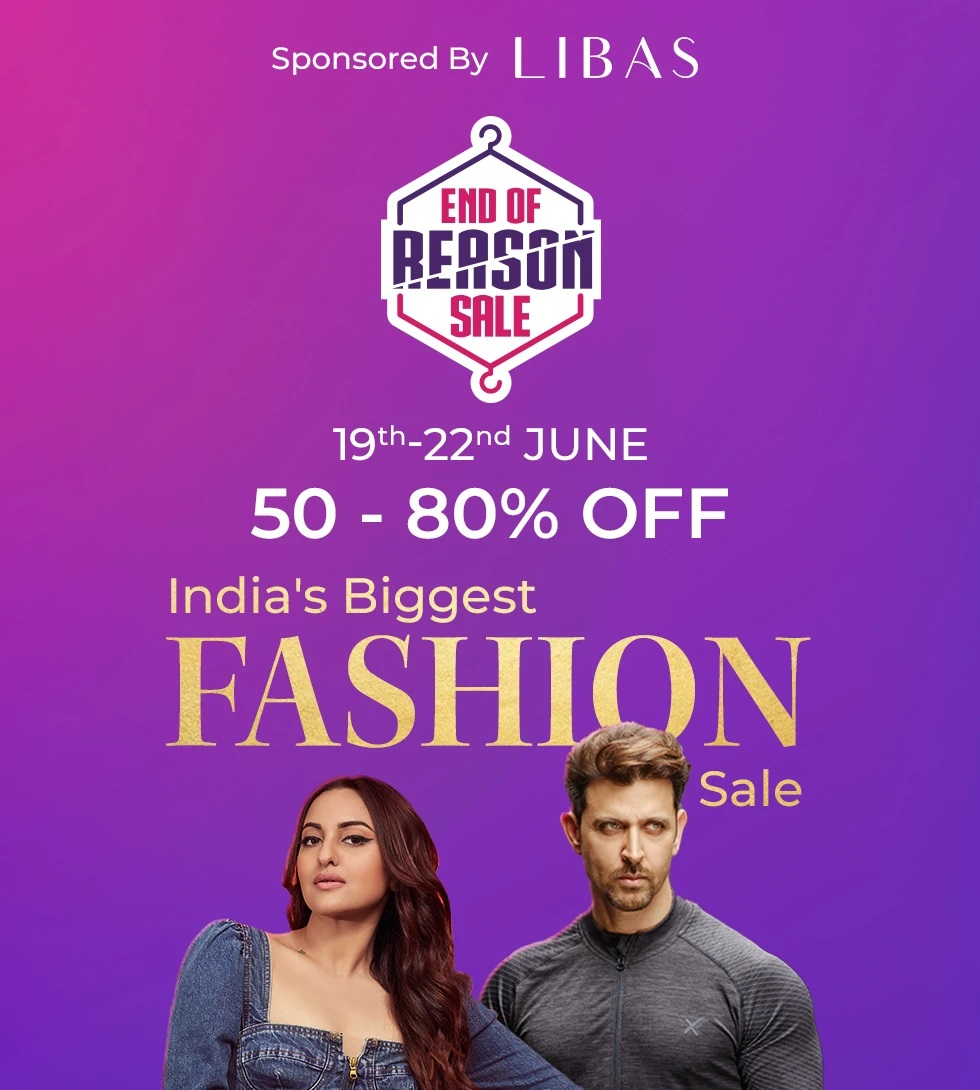 Sponsored By LIBAS
END OF
REASON
SALE
19th-22nd JUNE
50 - 80% OFF
India's Biggest
FASHION
Sale